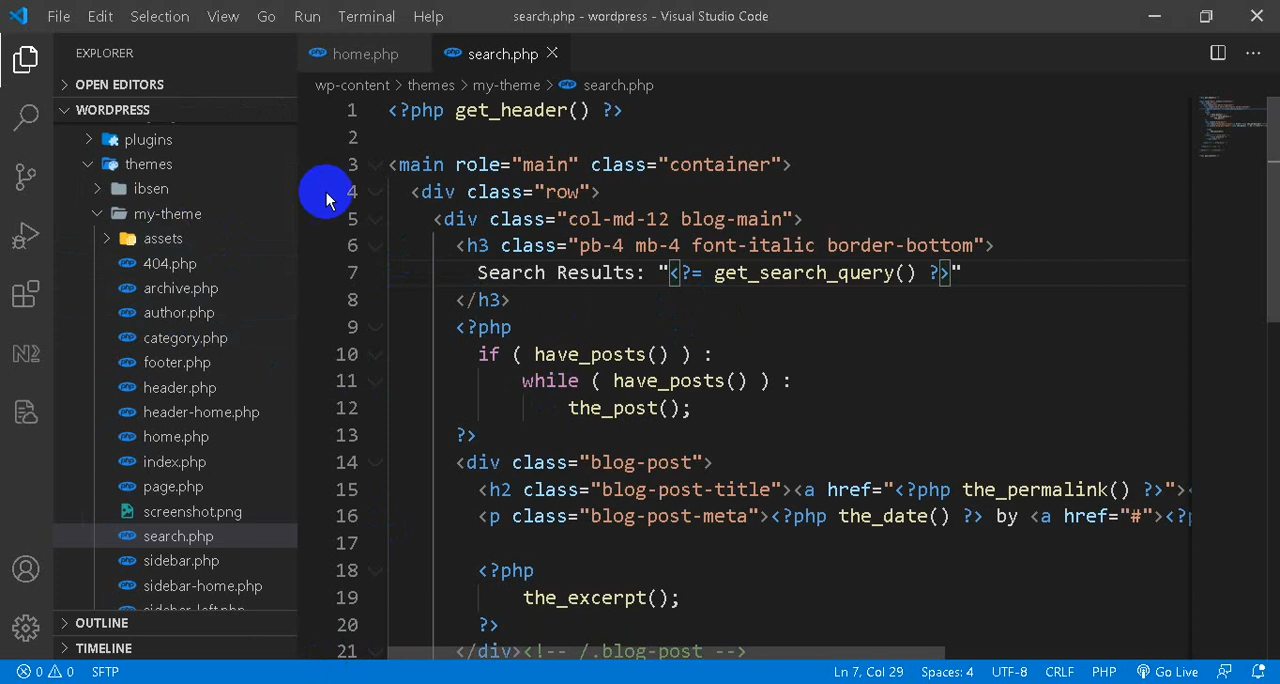 File Edit Selection View Go Run Terminal Help search.php - wordpress - Visual Studio Code
EXPLORER
OPEN EDITORS
WORDPRESS
plugins
themes
ibsen
my-theme
assets
404.php
archive.php
author.php
category.php
footer.php
header.php
header-home.php
home.php
index.php
page.php
screenshot.png
search.php
sidebar.php
sidebar-home.php
sidebar-left.php
OUTLINE
TIMELINE
home.php search.php
wp-content > themes > my-theme > search.php
1 <?php get_header() ?>
2
3 <main role="main" class="container">
4 <div class="row">
5 <div class="col-md-12 blog-main">
6 <h3 class="pb-4 mb-4 font-italic border-bottom">
7 Search Results: "<?= get_search_query() ?>"
8 </h3>
9 <?php
10 if ( have_posts() ) :
11 while ( have_posts() ) :
12 the_post();
13 ?>
14 <div class="blog-post">
15 <h2 class="blog-post-title"><a href="<?php the_permalink() ?>"><
16 <p class="blog-post-meta"><?php the_date() ?> by <a href="#"><?p
17
18 <?php
19 the_excerpt();
20 ?>
21 </div><!-- /.blog-post -->
N2
0 0 SFTP Ln 7, Col 29 Spaces: 4 UTF-8 CRLF PHP Go Live